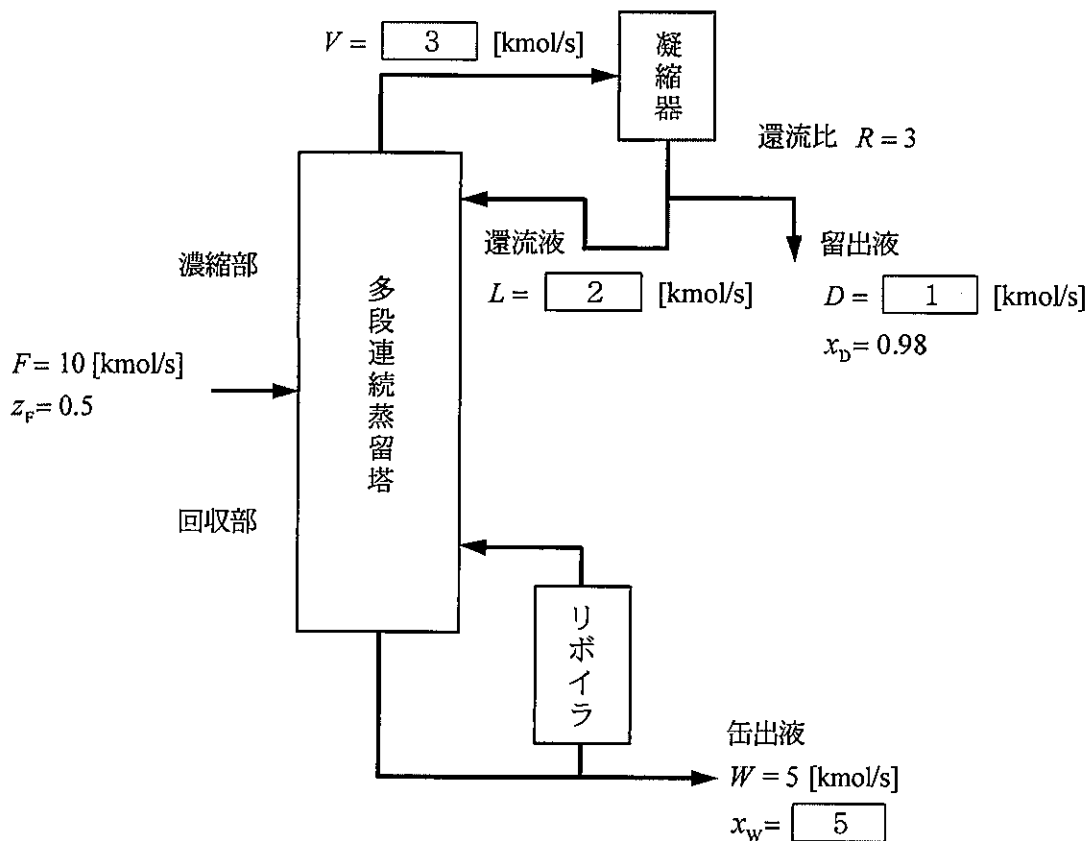 V = 3 [kmol/s]
凝縮器
還流比 R = 3
濃縮部
多段連続蒸留塔
還流液
L = 2 [kmol/s]
留出液
D = 1 [kmol/s]
x_D = 0.98
F = 10 [kmol/s]
z_F = 0.5
回収部
リボイラ
缶出液
W = 5 [kmol/s]
x_W = 5